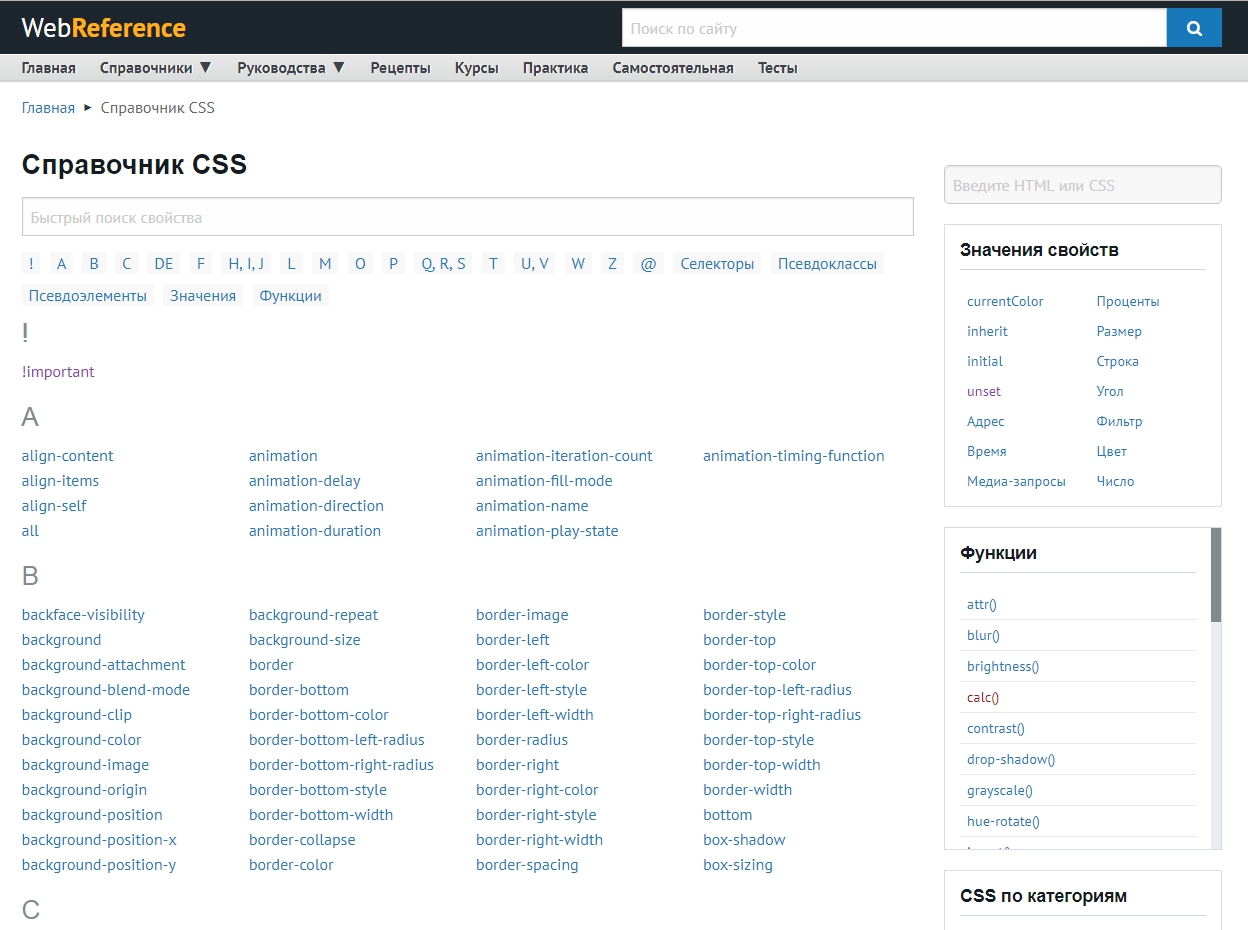 WebReference
Поиск по сайту
Главная Справочники ▼ Руководства ▼ Рецепты Курсы Практика Самостоятельная Тесты
Главная ► Справочник CSS
Справочник CSS
Быстрый поиск свойства
! A B C DE F H, I, J L M O P Q, R, S T U, V W Z @ Селекторы Псевдоклассы
Псевдоэлементы Значения Функции
!
!important
A
align-content animation animation-iteration-count animation-timing-function
align-items animation-delay animation-fill-mode
align-self animation-direction animation-name
all animation-duration animation-play-state
B
backface-visibility background-repeat border-image border-style
background background-size border-left border-top
background-attachment border border-left-color border-top-color
background-blend-mode border-bottom border-left-style border-top-left-radius
background-clip border-bottom-color border-left-width border-top-right-radius
background-color border-bottom-left-radius border-radius border-top-style
background-image border-bottom-right-radius border-right border-top-width
background-origin border-bottom-style border-right-color border-width
background-position border-bottom-width border-right-style bottom
background-position-x border-collapse border-right-width box-shadow
background-position-y border-color border-spacing box-sizing
C
Введите HTML или CSS
Значения свойств
currentColor Проценты
inherit Размер
initial Строка
unset Угол
Адрес Фильтр
Время Цвет
Медиа-запросы Число
Функции
attr()
blur()
brightness()
calc()
contrast()
drop-shadow()
grayscale()
hue-rotate()
CSS по категориям